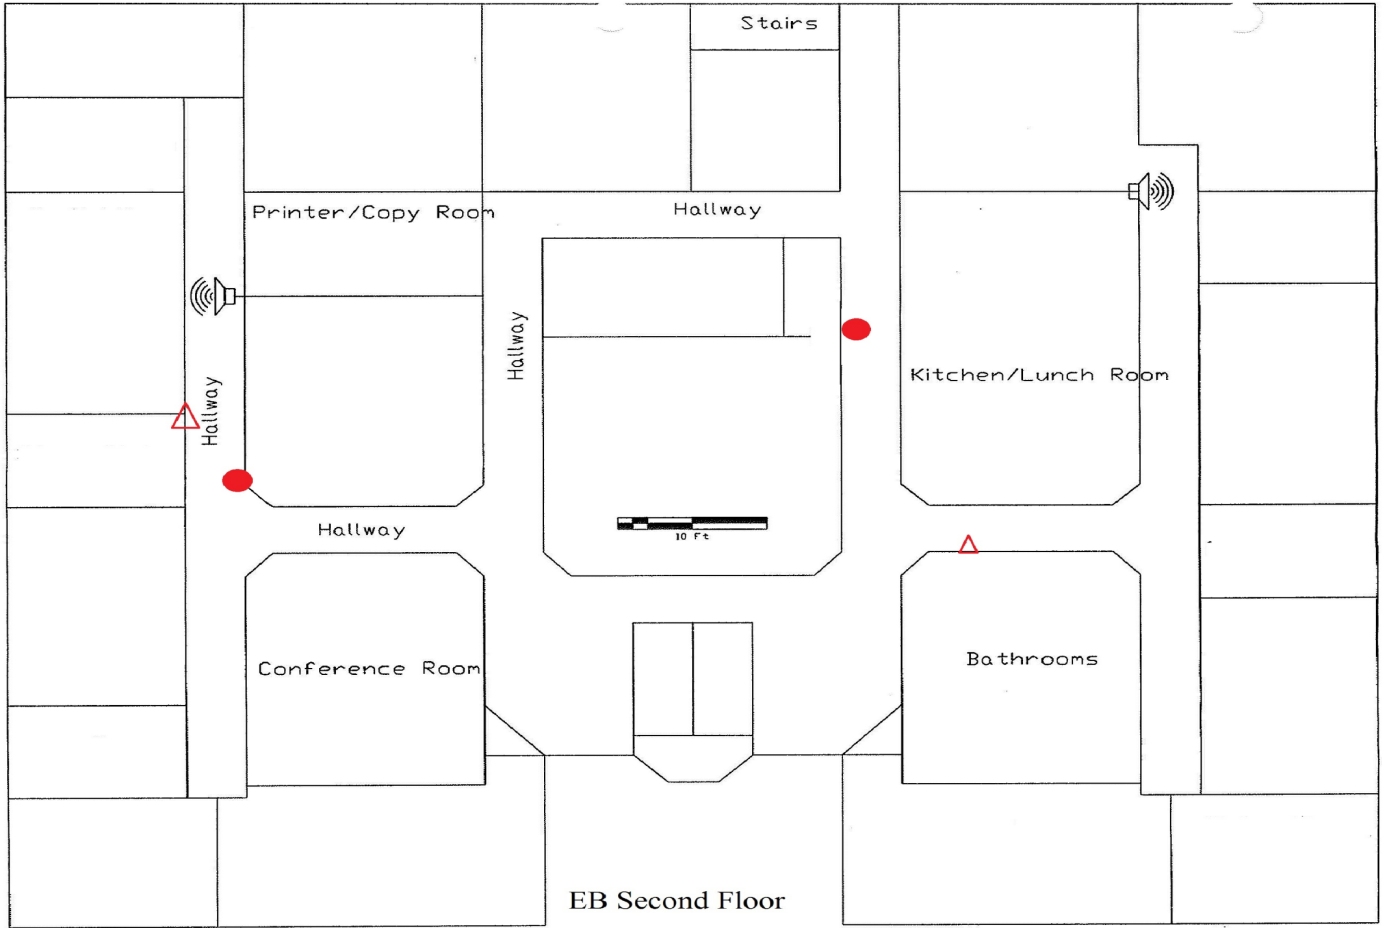 Stairs
Printer/Copy Room
Hallway
Hallway
Kitchen/Lunch Room
Hallway
Hallway
10 Ft
Conference Room
Bathrooms
EB Second Floor